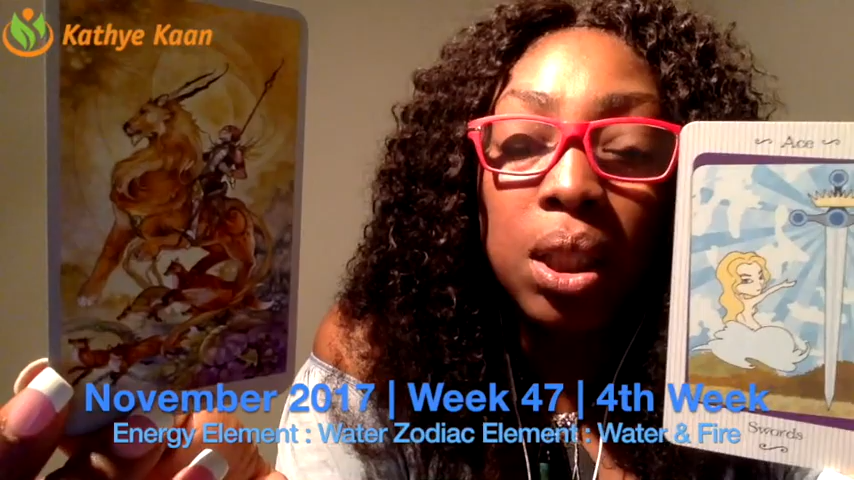 Kathye Kaan
Ace
November 2017 | Week 47 | 4th Week
Energy Element : Water Zodiac Element : Water & Fire
Swords